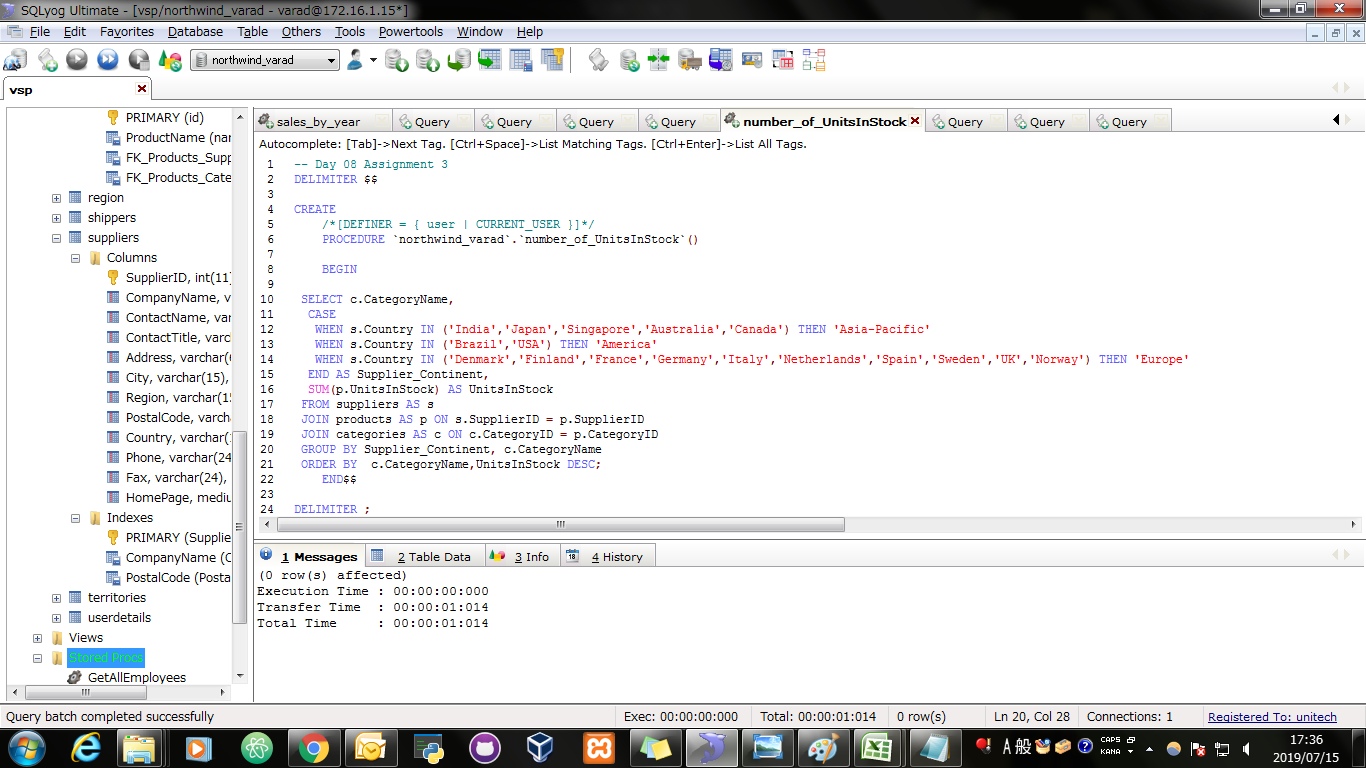 SQLyog Ultimate - [vsp/northwind_varad - varad@172.16.1.15*]
File Edit Favorites Database Table Others Tools Powertools Window Help
northwind_varad
vsp
PRIMARY (id)
ProductName (nar
FK_Products_Supp
FK_Products_Cate
region
shippers
suppliers
Columns
SupplierID, int(11)
CompanyName, v
ContactName, var
ContactTitle, varch
Address, varchar(6
City, varchar(15),
Region, varchar(15
PostalCode, varch
Country, varchar(1
Phone, varchar(24
Fax, varchar(24),
HomePage, mediu
Indexes
PRIMARY (Supplie
CompanyName (C
PostalCode (Posta
territories
userdetails
Views
Stored Procs
GetAllEmployees
sales_by_year Query Query Query Query number_of_UnitsInStock Query Query Query
Autocomplete: [Tab]->Next Tag. [Ctrl+Space]->List Matching Tags. [Ctrl+Enter]->List All Tags.
1 -- Day 08 Assignment 3
2 DELIMITER $$
3
4 CREATE
5 /*[DEFINER = { user | CURRENT_USER }]*/
6 PROCEDURE `northwind_varad`.`number_of_UnitsInStock`()
7
8 BEGIN
9
10 SELECT c.CategoryName,
11 CASE
12 WHEN s.Country IN ('India','Japan','Singapore','Australia','Canada') THEN 'Asia-Pacific'
13 WHEN s.Country IN ('Brazil','USA') THEN 'America'
14 WHEN s.Country IN ('Denmark','Finland','France','Germany','Italy','Netherlands','Spain','Sweden','UK','Norway') THEN 'Europe'
15 END AS Supplier_Continent,
16 SUM(p.UnitsInStock) AS UnitsInStock
17 FROM suppliers AS s
18 JOIN products AS p ON s.SupplierID = p.SupplierID
19 JOIN categories AS c ON c.CategoryID = p.CategoryID
20 GROUP BY Supplier_Continent, c.CategoryName
21 ORDER BY c.CategoryName,UnitsInStock DESC;
22 END$$
23
24 DELIMITER ;
1 Messages 2 Table Data 3 Info 4 History
(0 row(s) affected)
Execution Time : 00:00:00:000
Transfer Time : 00:00:01:014
Total Time : 00:00:01:014
Query batch completed successfully Exec: 00:00:00:000 Total: 00:00:01:014 0 row(s) Ln 20, Col 28 Connections: 1 Registered To: unitech
A 般 CAPS KANA
17:36
2019/07/15